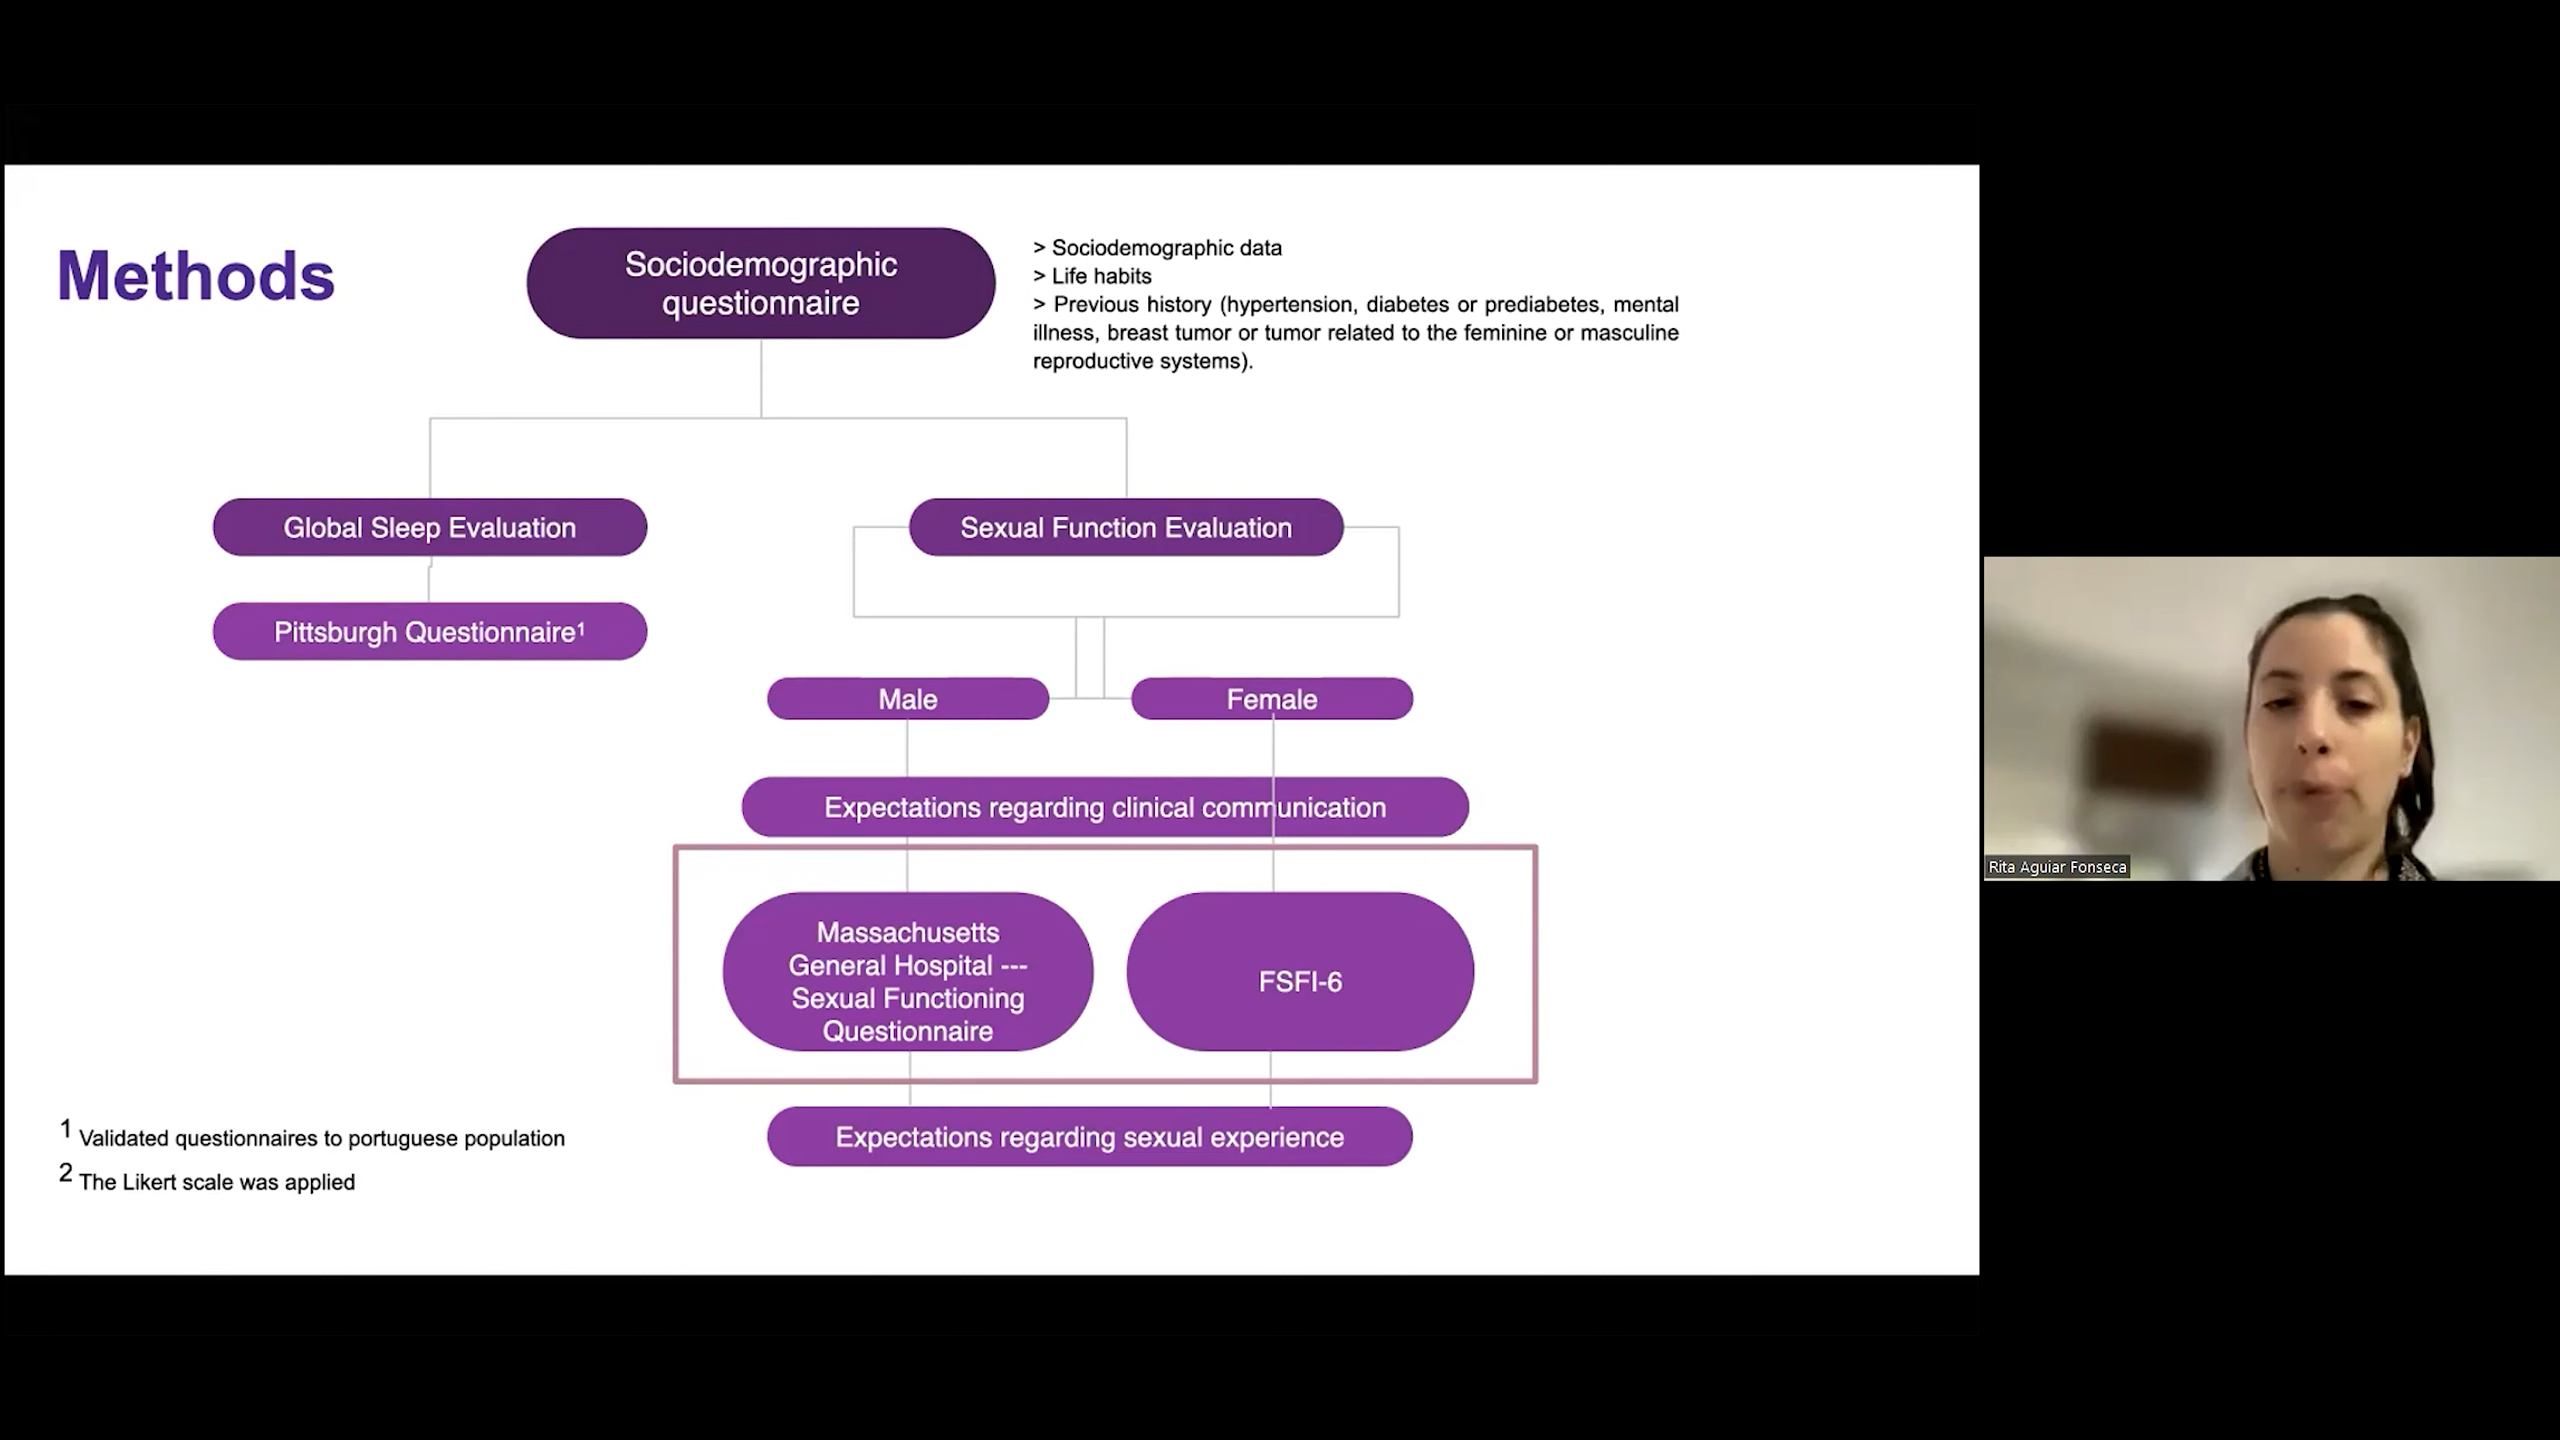 Methods
Sociodemographic
questionnaire
> Sociodemographic data
> Life habits
> Previous history (hypertension, diabetes or prediabetes, mental
illness, breast tumor or tumor related to the feminine or masculine
reproductive systems).
Global Sleep Evaluation
Sexual Function Evaluation
Pittsburgh Questionnaire¹
Male
Female
Expectations regarding clinical communication
Massachusetts
General Hospital ---
Sexual Functioning
Questionnaire
FSFI-6
Expectations regarding sexual experience
1 Validated questionnaires to portuguese population
2 The Likert scale was applied
Rita Aguiar Fonseca